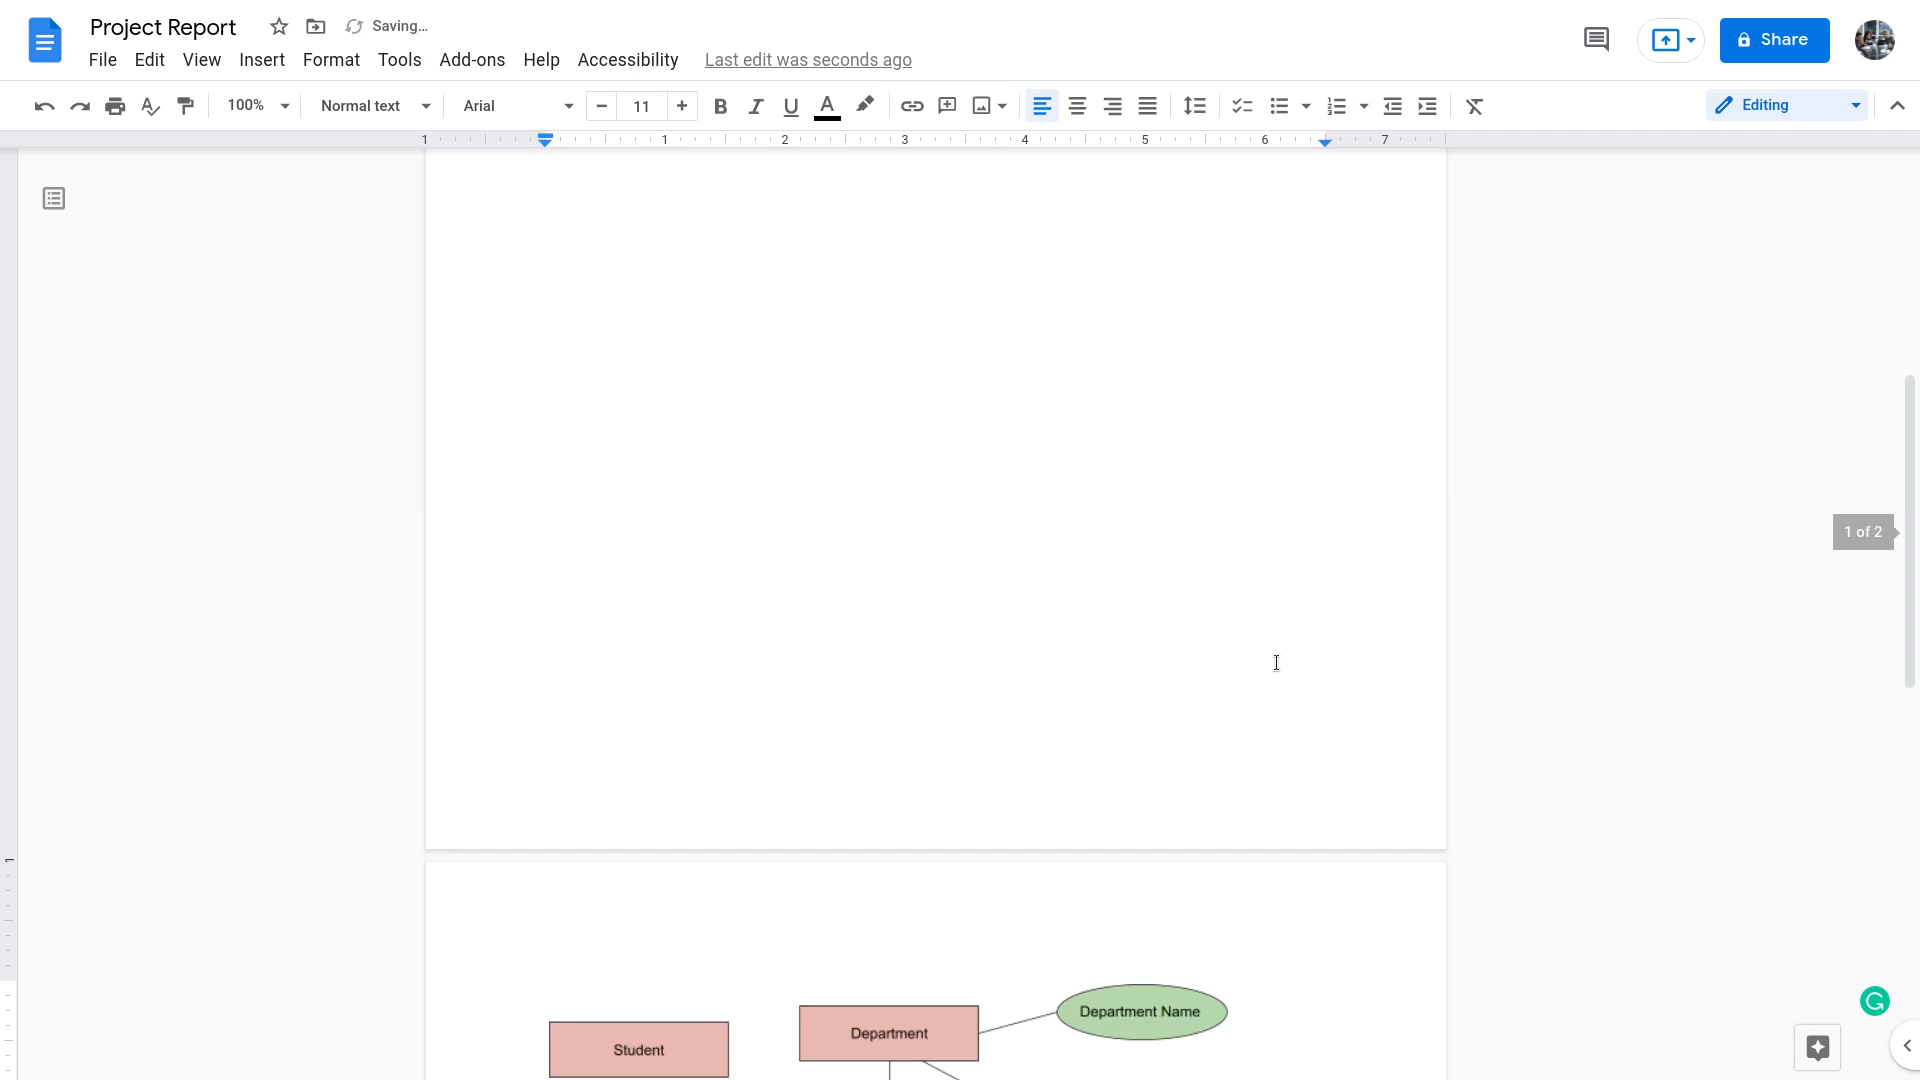 Project Report
Saving…
File Edit View Insert Format Tools Add-ons Help Accessibility Last edit was seconds ago
Share
100% Normal text Arial 11 Editing
1 1 2 3 4 5 6 7
1
1 of 2
Department Name
Department
Student